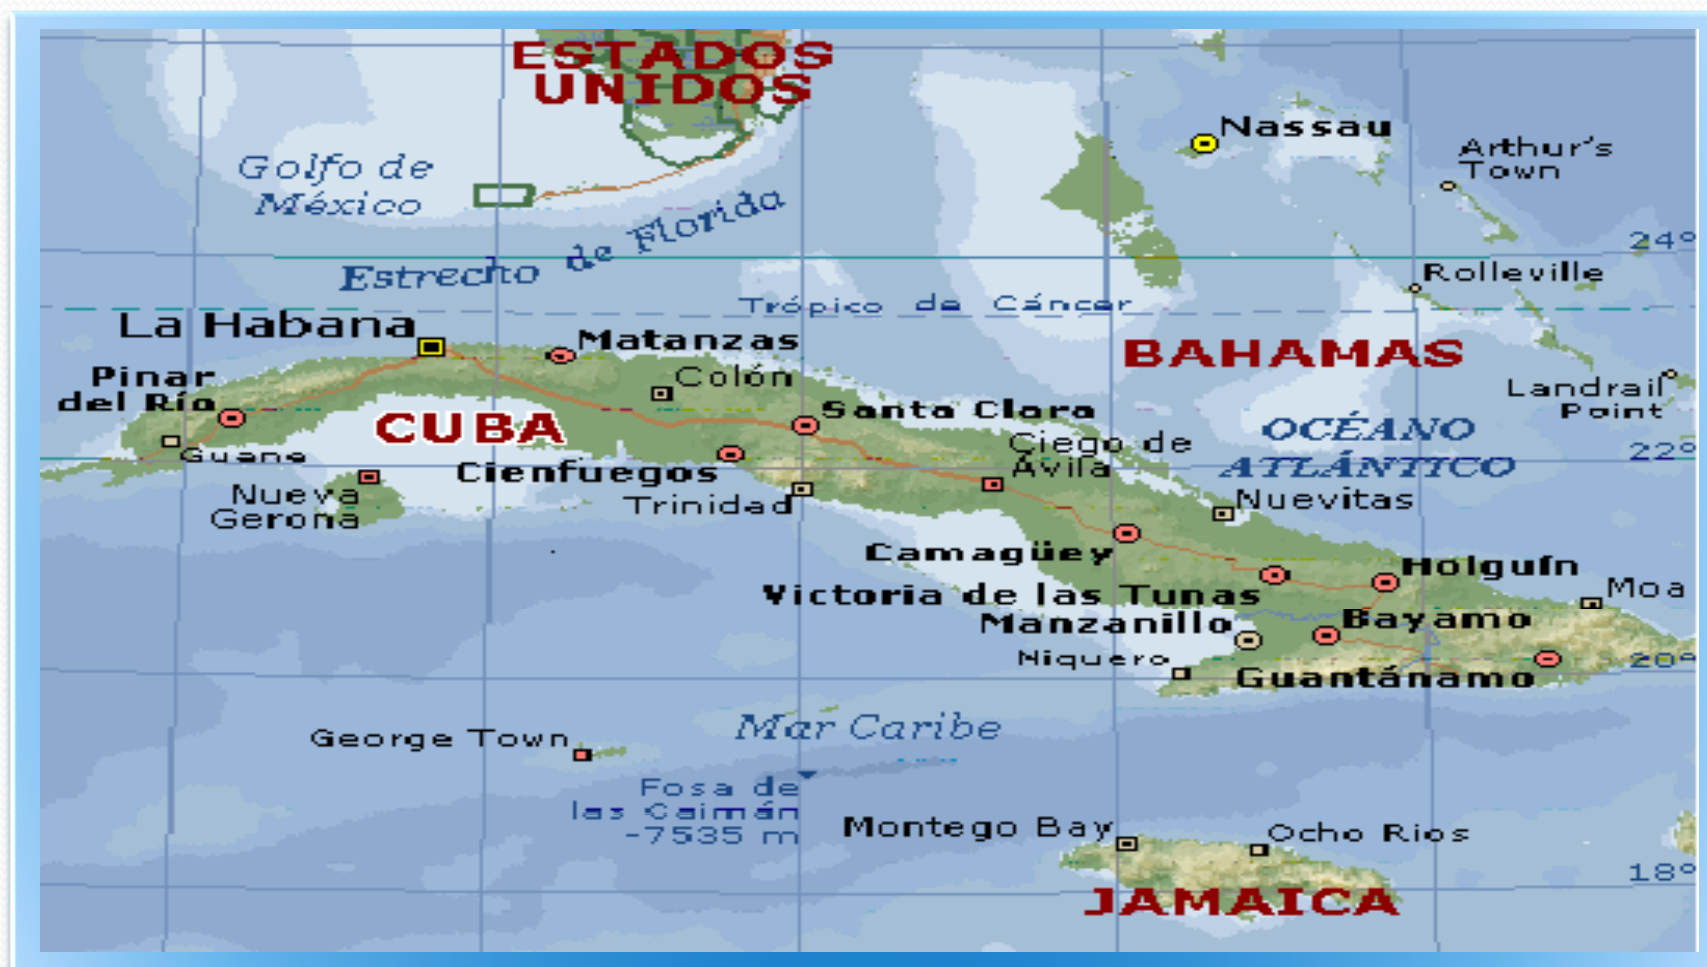 ESTADOS
UNIDOS
Nassau
Arthur's
Town
Golfo de
México
Estrecho de Florida
24°
Rolleville
Trópico de Cáncer
La Habana
Matanzas
BAHAMAS
Pinar
del Río
Colón
Landrail
Point
CUBA
Santa Clara
OCÉANO
ATLÁNTICO
Guane
Cienfuegos
Ciego de
Ávila
22°
Nueva
Gerona
Trinidad
Nuevitas
Camagüey
Holguín
Victoria de las Tunas
Moa
Manzanillo
Bayamo
Niquero
20°
Guantánamo
Mar Caribe
George Town
Fosa de
las Caimán
-7535 m
Montego Bay
Ocho Rios
18°
JAMAICA